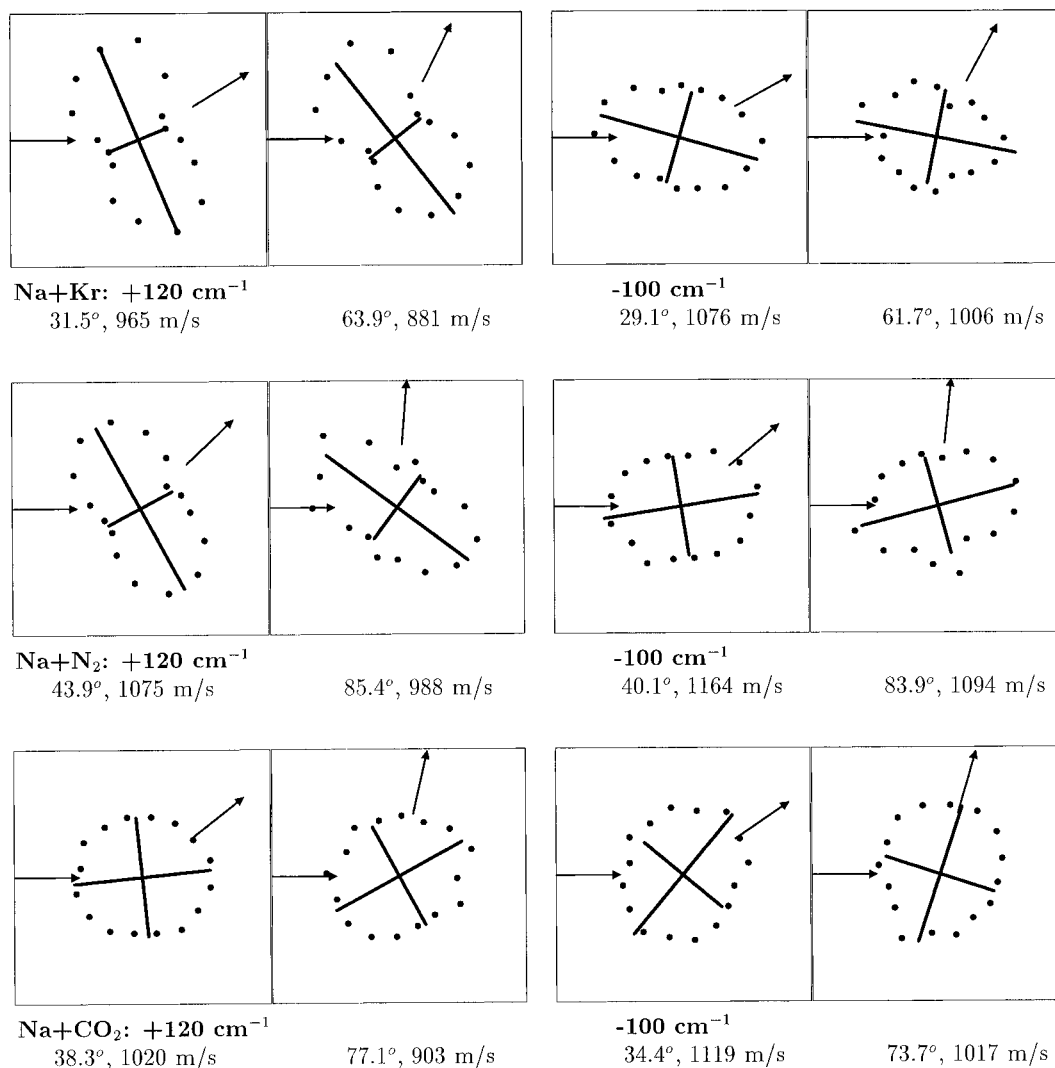 Na+Kr: +120 cm⁻¹ -100 cm⁻¹
31.5°, 965 m/s 63.9°, 881 m/s 29.1°, 1076 m/s 61.7°, 1006 m/s
Na+N₂: +120 cm⁻¹ -100 cm⁻¹
43.9°, 1075 m/s 85.4°, 988 m/s 40.1°, 1164 m/s 83.9°, 1094 m/s
Na+CO₂: +120 cm⁻¹ -100 cm⁻¹
38.3°, 1020 m/s 77.1°, 903 m/s 34.4°, 1119 m/s 73.7°, 1017 m/s